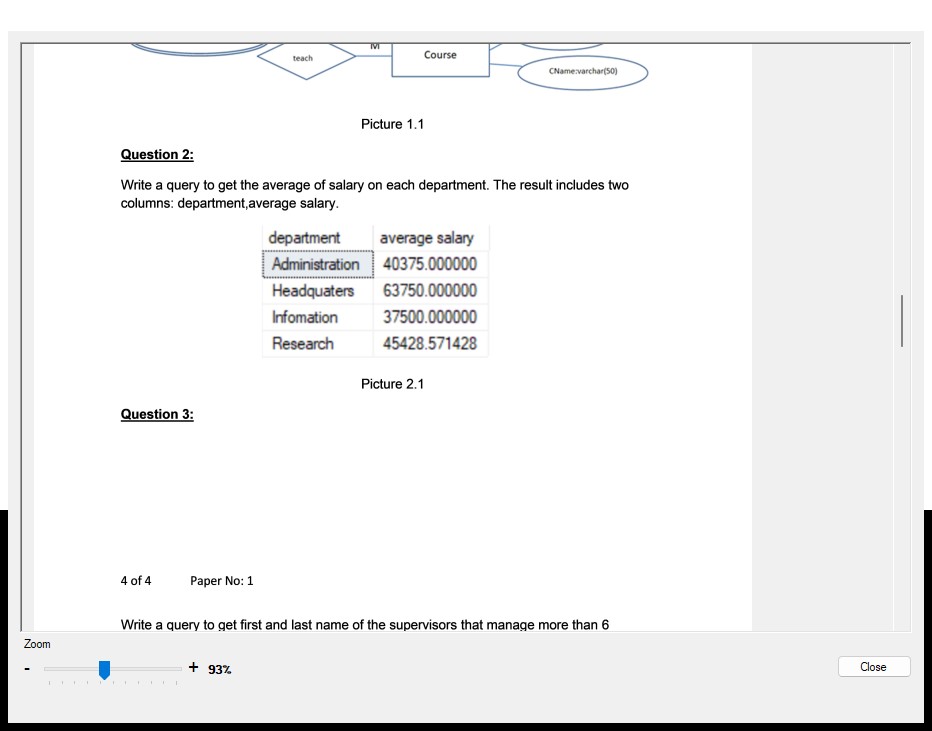 teach
M
Course
CName:varchar(50)
Picture 1.1
Question 2:
Write a query to get the average of salary on each department. The result includes two
columns: department,average salary.
department average salary
Administration 40375.000000
Headquaters 63750.000000
Infomation 37500.000000
Research 45428.571428
Picture 2.1
Question 3:
4 of 4 Paper No: 1
Write a query to get first and last name of the supervisors that manage more than 6
Zoom
- + 93%
Close